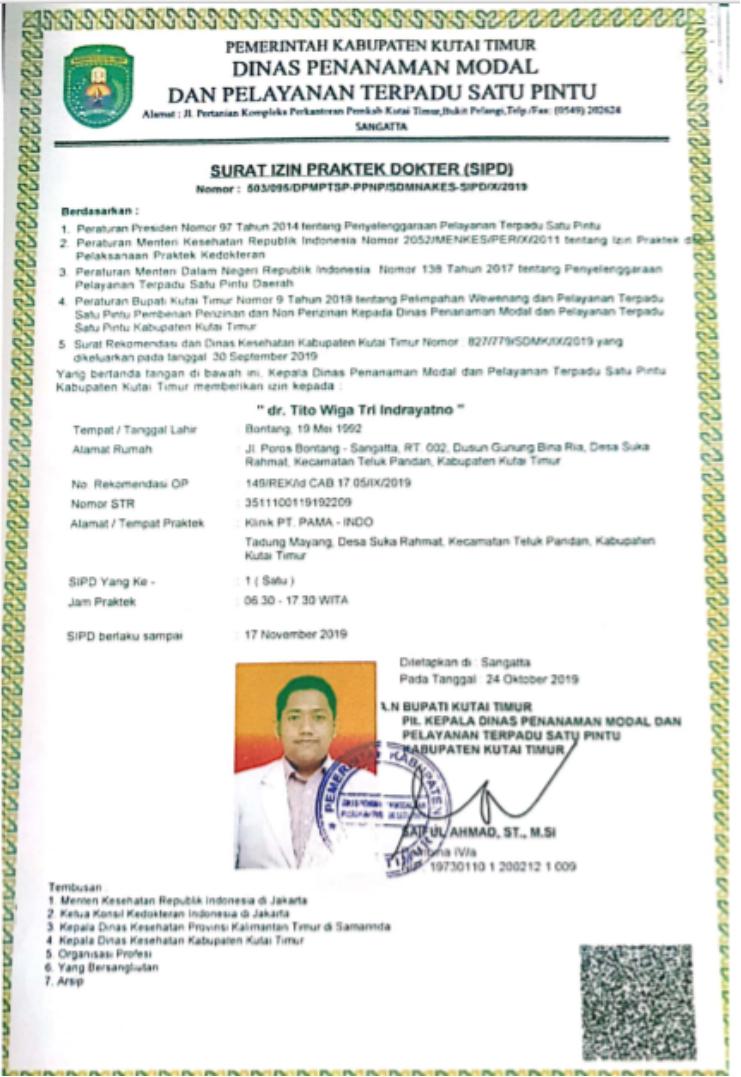 PEMERINTAH KABUPATEN KUTAI TIMUR
DINAS PENANAMAN MODAL
DAN PELAYANAN TERPADU SATU PINTU
Alamat : Jl. Pertanian Kompleks Perkantoran Pemkab Kutai Timur,Bukit Pelangi,Telp./Fax: (0549) 202624
SANGATTA
SURAT IZIN PRAKTEK DOKTER (SIPD)
Nomor : 503/095/DPMPTSP-PPNP/SDMNAKES-SIPD/X/2019
Berdasarkan :
1. Peraturan Presiden Nomor 97 Tahun 2014 tentang Penyelenggaraan Pelayanan Terpadu Satu Pintu
2. Peraturan Menteri Kesehatan Republik Indonesia Nomor 2052/MENKES/PER/X/2011 tentang Izin Praktek d
Pelaksanaan Praktek Kedokteran
3. Peraturan Menteri Dalam Negeri Republik Indonesia Nomor 138 Tahun 2017 tentang Penyelenggaraan
Pelayanan Terpadu Satu Pintu Daerah
4. Peraturan Bupati Kutai Timur Nomor 9 Tahun 2018 tentang Pelimpahan Wewenang dan Pelayanan Terpadu
Satu Pintu Pemberian Perizinan dan Non Perizinan Kepada Dinas Penanaman Modal dan Pelayanan Terpadu
Satu Pintu Kabupaten Kutai Timur
5 Surat Rekomendasi dari Dinas Kesehatan Kabupaten Kutai Timur Nomor : 827/779/SDMK/IX/2019 yang
dikeluarkan pada tanggal 30 September 2019
Yang bertanda tangan di bawah ini, Kepala Dinas Penanaman Modal dan Pelayanan Terpadu Satu Pintu
Kabupaten Kutai Timur memberikan izin kepada :
" dr. Tito Wiga Tri Indrayatno "
Tempat / Tanggal Lahir : Bontang, 19 Mei 1992
Alamat Rumah : Jl. Poros Bontang - Sangatta, RT. 002, Dusun Gunung Bina Ria, Desa Suka
Rahmat, Kecamatan Teluk Pandan, Kabupaten Kutai Timur
No. Rekomendasi OP : 149/REK/Id CAB 17.05/IX/2019
Nomor STR : 3511100119192209
Alamat / Tempat Praktek : Klinik PT. PAMA - INDO
Tadung Mayang, Desa Suka Rahmat, Kecamatan Teluk Pandan, Kabupaten
Kutai Timur
SIPD Yang Ke - : 1 ( Satu )
Jam Praktek : 06.30 - 17.30 WITA
SIPD berlaku sampai : 17 November 2019
Ditetapkan di : Sangatta
Pada Tanggal : 24 Oktober 2019
A.N BUPATI KUTAI TIMUR
Plt. KEPALA DINAS PENANAMAN MODAL DAN
PELAYANAN TERPADU SATU PINTU
KABUPATEN KUTAI TIMUR
PEMERINTAH KABUPATEN
SAIFUL AHMAD, ST., M.SI
IV/a
19730110 1 200212 1 009
Tembusan :
1. Menteri Kesehatan Republik Indonesia di Jakarta
2. Ketua Konsil Kedokteran Indonesia di Jakarta
3. Kepala Dinas Kesehatan Provinsi Kalimantan Timur di Samarinda
4. Kepala Dinas Kesehatan Kabupaten Kutai Timur
5. Organisasi Profesi
6. Yang Bersangkutan
7. Arsip